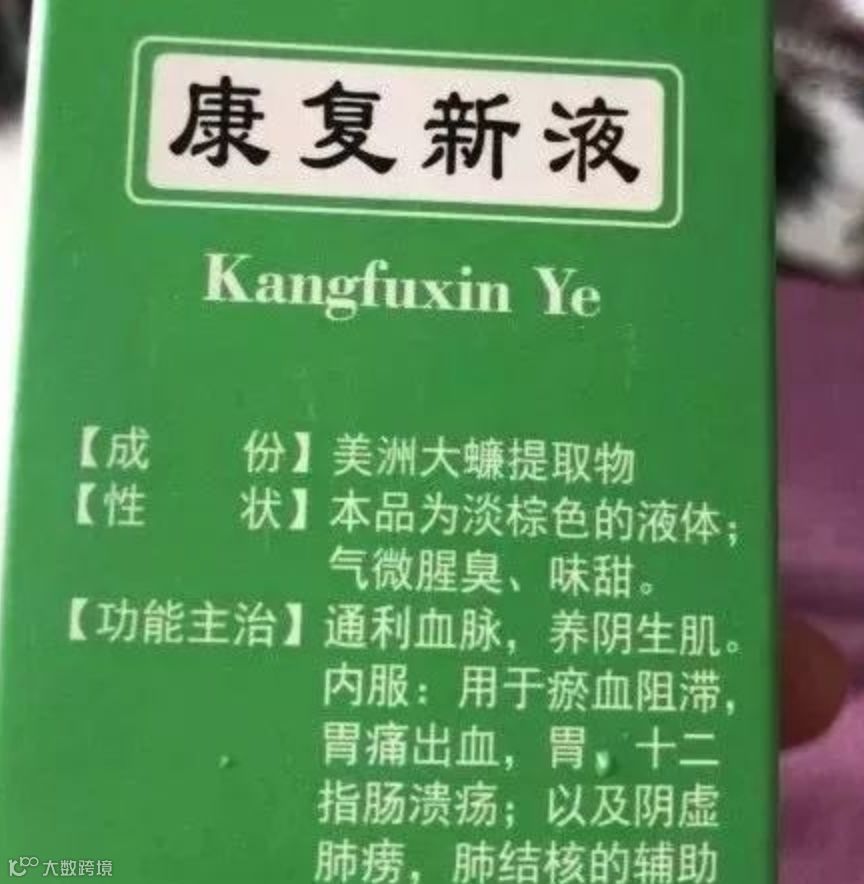 康复新液
Kangfuxin Ye
【成　份】美洲大蠊提取物
【性　状】本品为淡棕色的液体；
气微腥臭、味甜。
【功能主治】通利血脉，养阴生肌。
内服：用于瘀血阻滞，
胃痛出血，胃，十二
指肠溃疡；以及阴虚
肺痨，肺结核的辅助
大数跨境